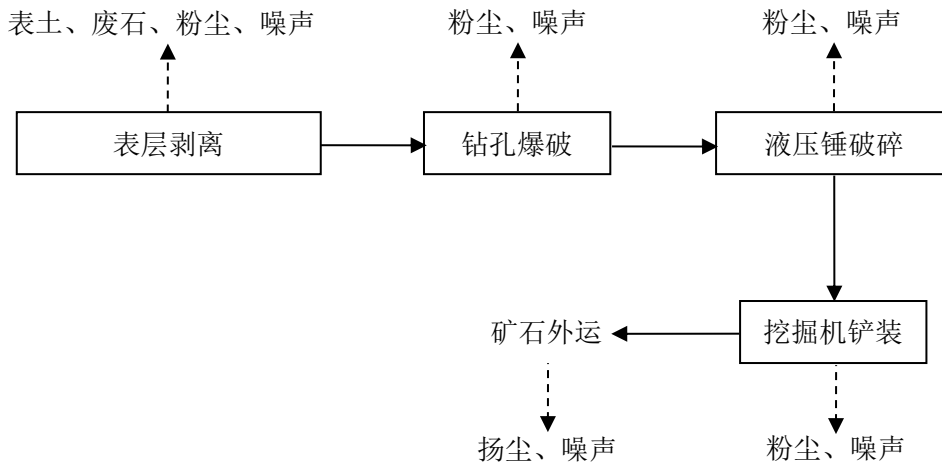 表土、废石、粉尘、噪声
粉尘、噪声
粉尘、噪声
表层剥离
钻孔爆破
液压锤破碎
矿石外运
挖掘机铲装
扬尘、噪声
粉尘、噪声